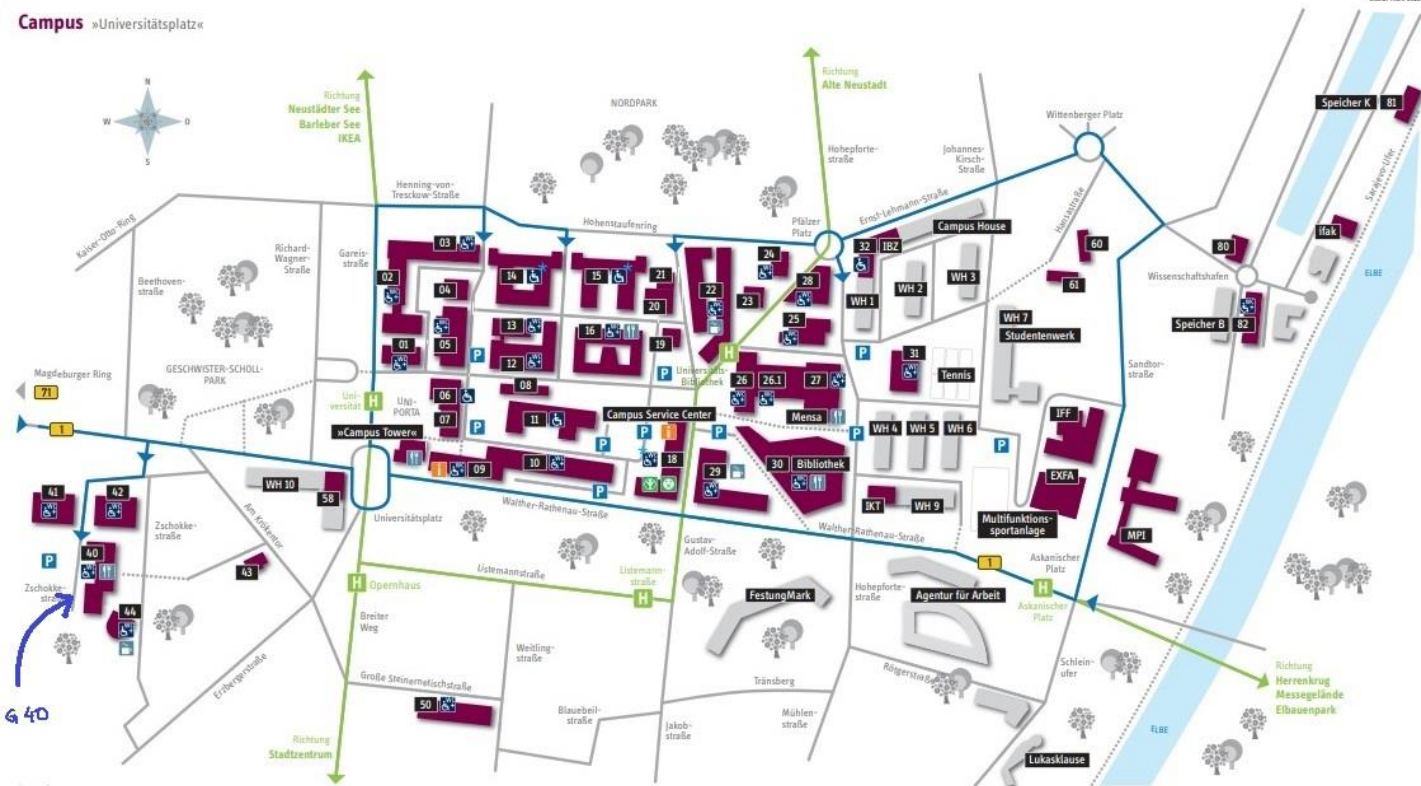 Campus »Universitätsplatz«
N
W
O
S
Richtung
Neustädter See
Barleber See
IKEA
NORDPARK
Richtung
Alte Neustadt
Hohepforte-
straße
Johannes-
Kirsch-
Straße
Wittenberger Platz
Speicher K 81
Sarajevo-Ufer
Kaiser-Otto-Ring
Henning-von-
Tresckow-Straße
Hohenstaufenring
Pfälzer
Platz
Ernst-Lehmann-Straße
Campus House
Hansastraße
Beethoven-
straße
Richard-
Wagner-
Straße
Gareis-
straße
03
02
04
14
15
21
20
22
24
23
28
32 IBZ
WH 1
WH 2
WH 3
60
61
80
ifak
Wissenschaftshafen
Speicher B 82
ELBE
01
05
13
12
16
19
25
WH 7
Studentenwerk
31
Tennis
Sandtor-
straße
GESCHWISTER-SCHOLL-
PARK
Magdeburger Ring
71
1
Uni-
versität
H
UNI-
PORTA
06
07
08
11
Universitäts-
Bibliothek
H
26
26.1
27
Mensa
Campus Service Center
»Campus Tower«
09
10
18
29
30 Bibliothek
WH 4
WH 5
WH 6
IFF
EXFA
MPI
WH 10
58
41
42
40
43
44
Zschokke-
straße
Am Krökentor
Universitätsplatz
Walther-Rathenau-Straße
Walther-Rathenau-Straße
IKT
WH 9
Multifunktions-
sportanlage
Askanischer
Platz
1
H
Askanischer
Platz
Zschokke-
straße
H Opernhaus
Listemannstraße
Listemann-
straße
H
Gustav-
Adolf-Straße
FestungMark
Hohepforte-
straße
Agentur für Arbeit
Breiter
Weg
Weitling-
straße
Erzbergerstraße
Große Steinernetischstraße
50
Blauebeil-
straße
Jakob-
straße
Tränsberg
Mühlen-
straße
Rötgerstraße
Schlein-
ufer
Richtung
Herrenkrug
Messegelände
Elbauenpark
ELBE
Lukasklause
Richtung
Stadtzentrum
G 40